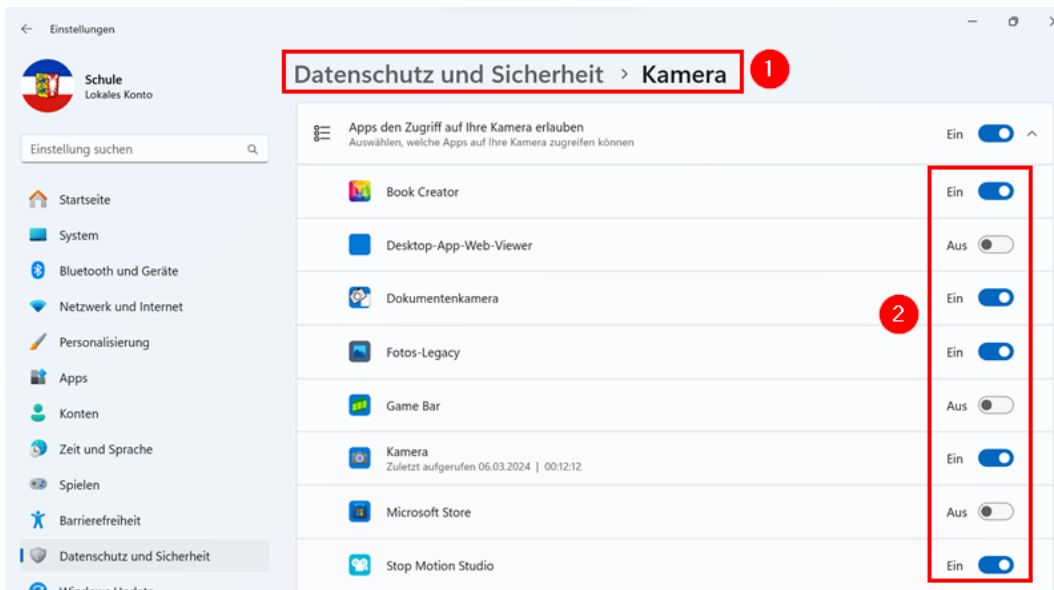 Einstellungen
Schule
Lokales Konto
Einstellung suchen
Startseite
System
Bluetooth und Geräte
Netzwerk und Internet
Personalisierung
Apps
Konten
Zeit und Sprache
Spielen
Barrierefreiheit
Datenschutz und Sicherheit
Windows Update
Datenschutz und Sicherheit > Kamera
1
Apps den Zugriff auf Ihre Kamera erlauben
Auswählen, welche Apps auf Ihre Kamera zugreifen können
Ein
Book Creator
Ein
Desktop-App-Web-Viewer
Aus
Dokumentenkamera
Ein
2
Fotos-Legacy
Ein
Game Bar
Aus
Kamera
Zuletzt aufgerufen 06.03.2024 | 00:12:12
Ein
Microsoft Store
Aus
Stop Motion Studio
Ein